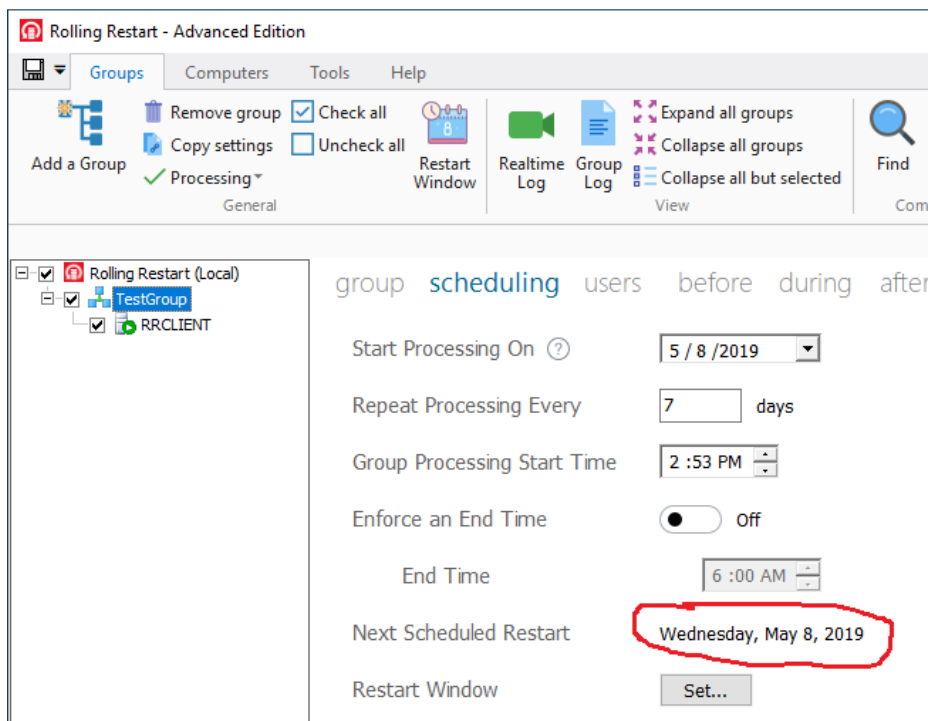 Rolling Restart - Advanced Edition
Groups Computers Tools Help
Add a Group
Remove group
Copy settings
Processing
Check all
Uncheck all
8
Restart
Window
General
Realtime
Log
Group
Log
Expand all groups
Collapse all groups
Collapse all but selected
View
Find
Com
Rolling Restart (Local)
TestGroup
RRCLIENT
group scheduling users before during after
Start Processing On ? 5 / 8 /2019
Repeat Processing Every 7 days
Group Processing Start Time 2 :53 PM
Enforce an End Time Off
End Time 6 :00 AM
Next Scheduled Restart Wednesday, May 8, 2019
Restart Window Set...